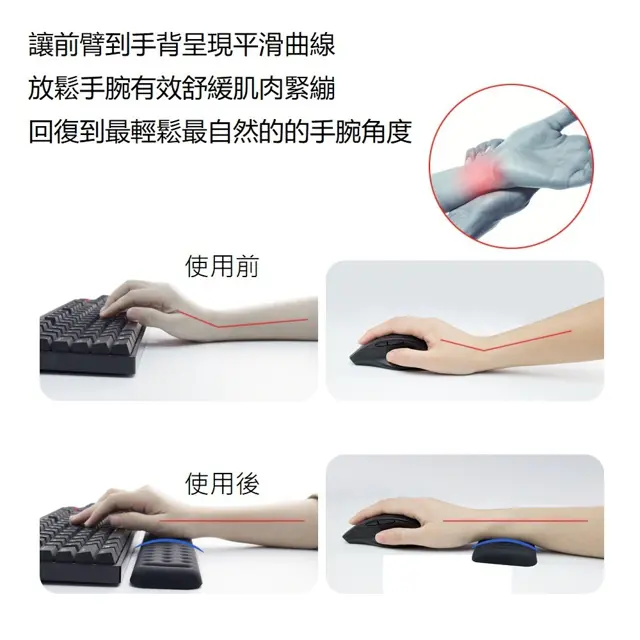 讓前臂到手背呈現平滑曲線
放鬆手腕有效舒緩肌肉緊繃
回復到最輕鬆最自然的的手腕角度
使用前
使用後